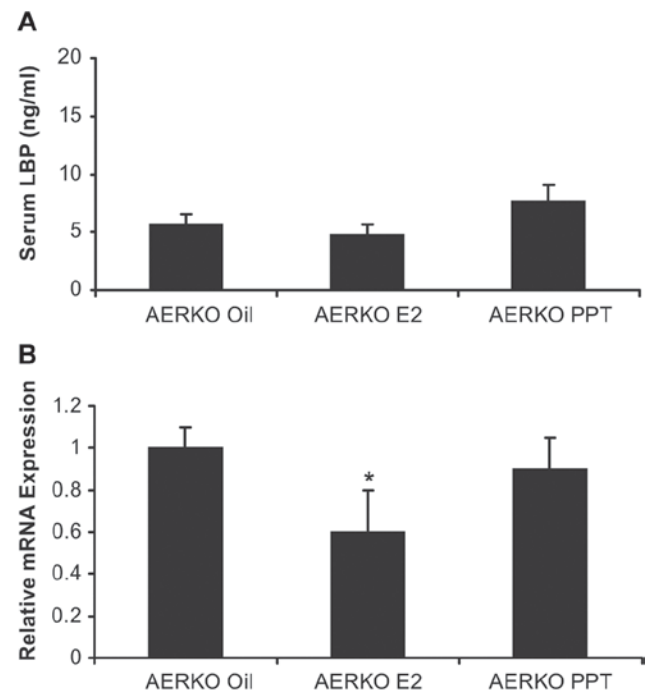 A
Serum LBP (ng/ml)
20
15
10
5
0
AERKO Oil AERKO E2 AERKO PPT
B
Relative mRNA Expression
1.2
1
0.8
0.6
0.4
0.2
0
*
AERKO Oil AERKO E2 AERKO PPT